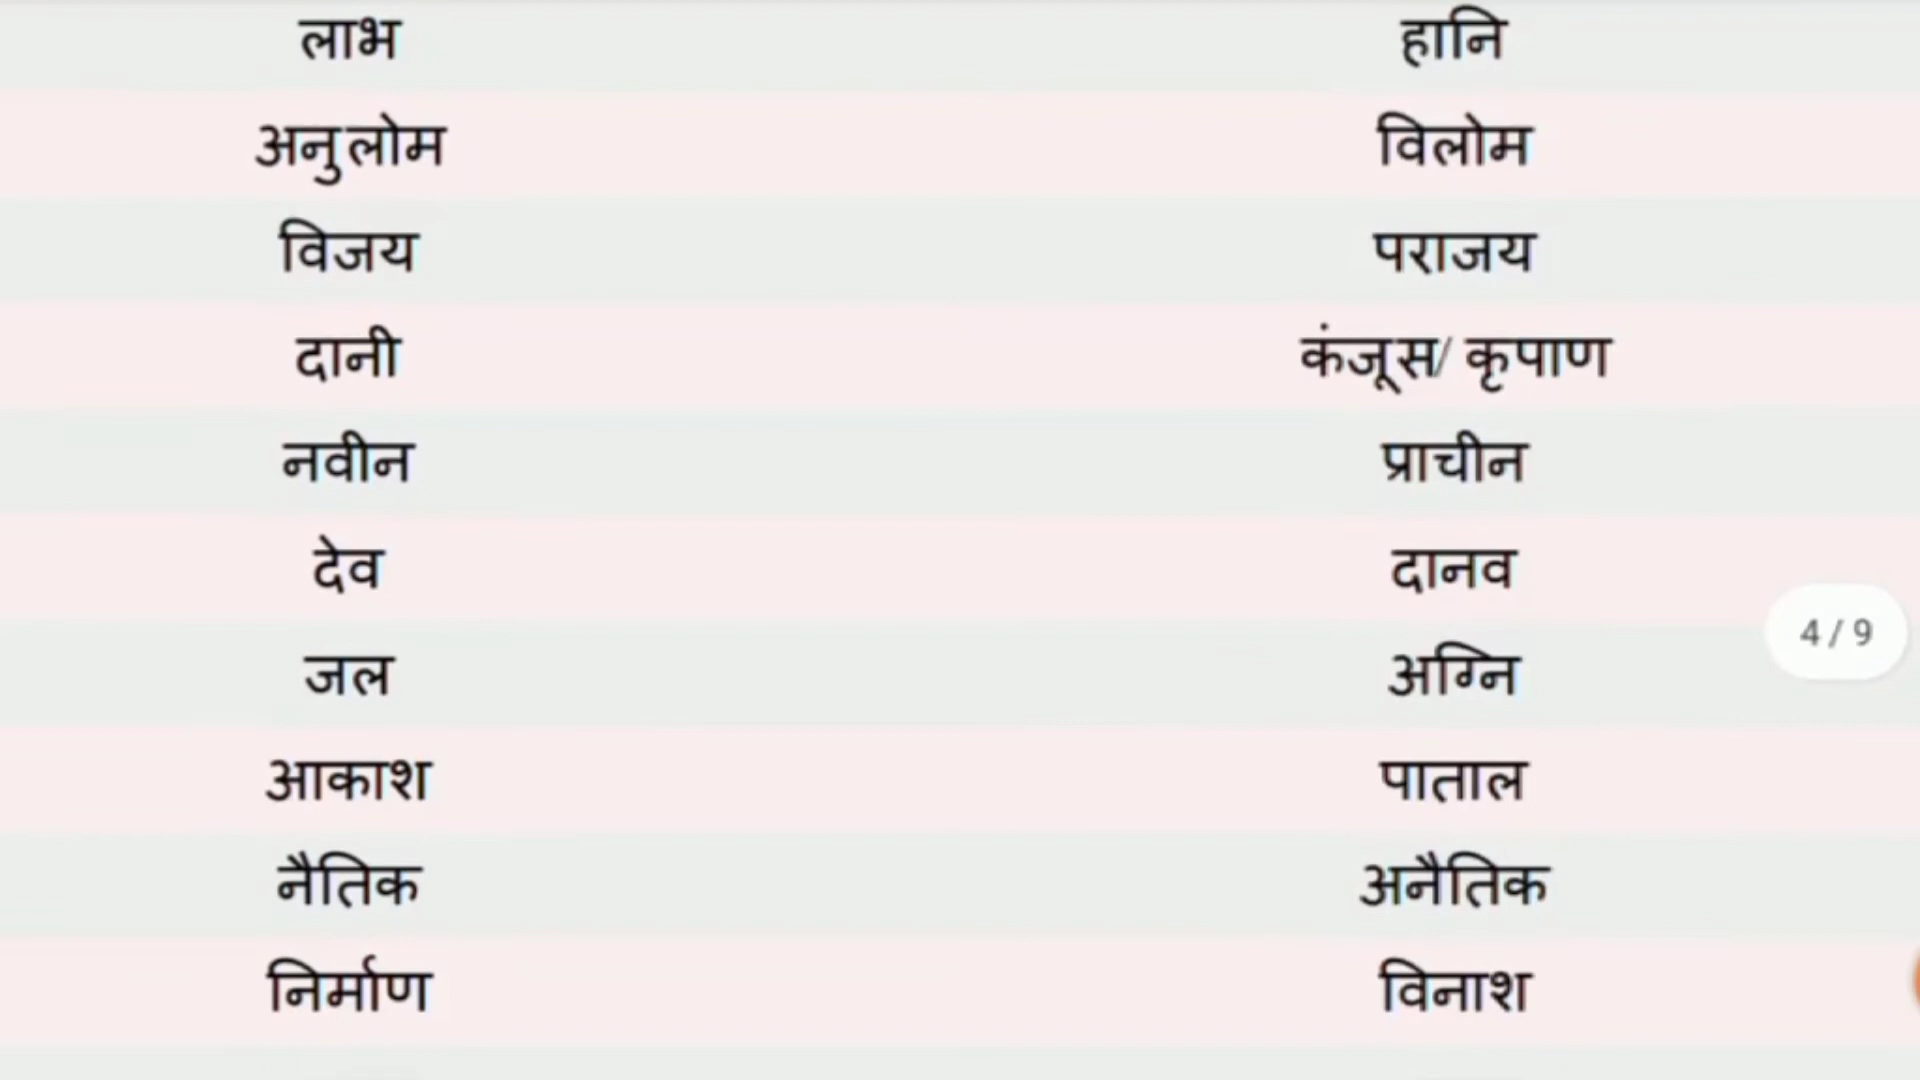 लाभ हानि
अनुलोम विलोम
विजय पराजय
दानी कंजूस/ कृपाण
नवीन प्राचीन
देव दानव
4 / 9
जल अग्नि
आकाश पाताल
नैतिक अनैतिक
निर्माण विनाश